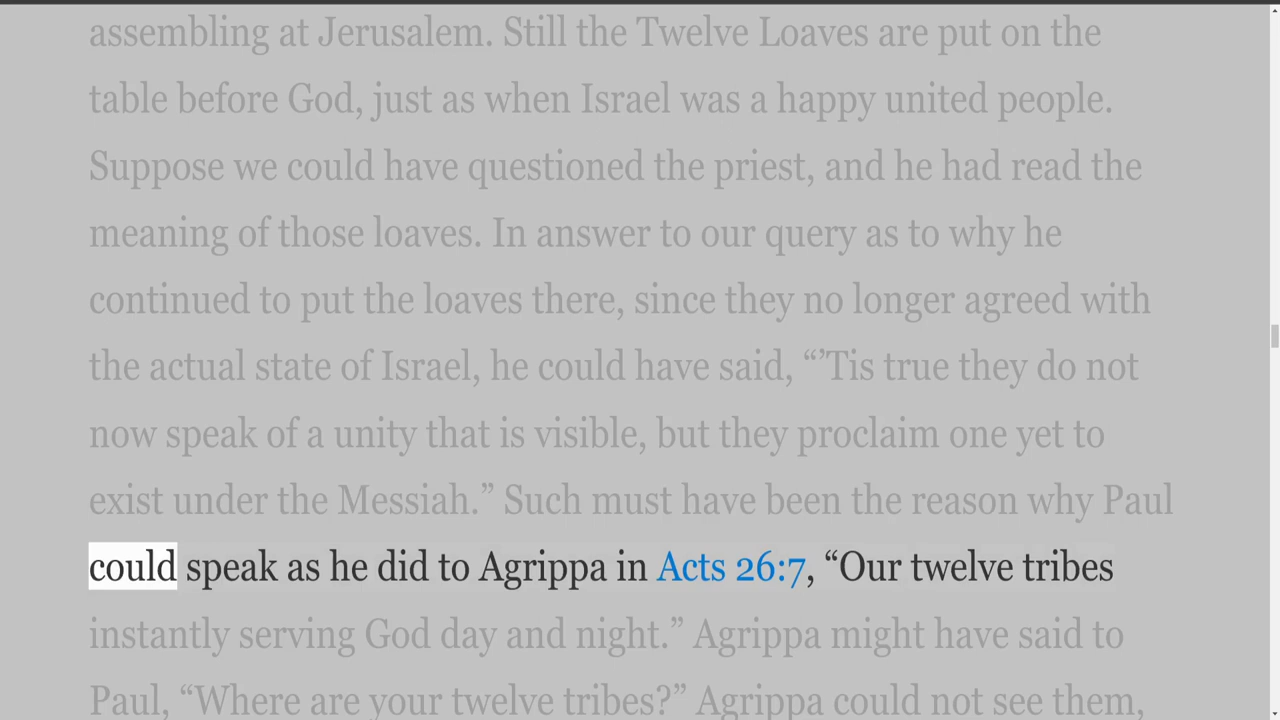 assembling at Jerusalem. Still the Twelve Loaves are put on the
table before God, just as when Israel was a happy united people.
Suppose we could have questioned the priest, and he had read the
meaning of those loaves. In answer to our query as to why he
continued to put the loaves there, since they no longer agreed with
the actual state of Israel, he could have said, “’Tis true they do not
now speak of a unity that is visible, but they proclaim one yet to
exist under the Messiah.” Such must have been the reason why Paul
could speak as he did to Agrippa in Acts 26:7, “Our twelve tribes
instantly serving God day and night.” Agrippa might have said to
Paul, “Where are your twelve tribes?” Agrippa could not see them,